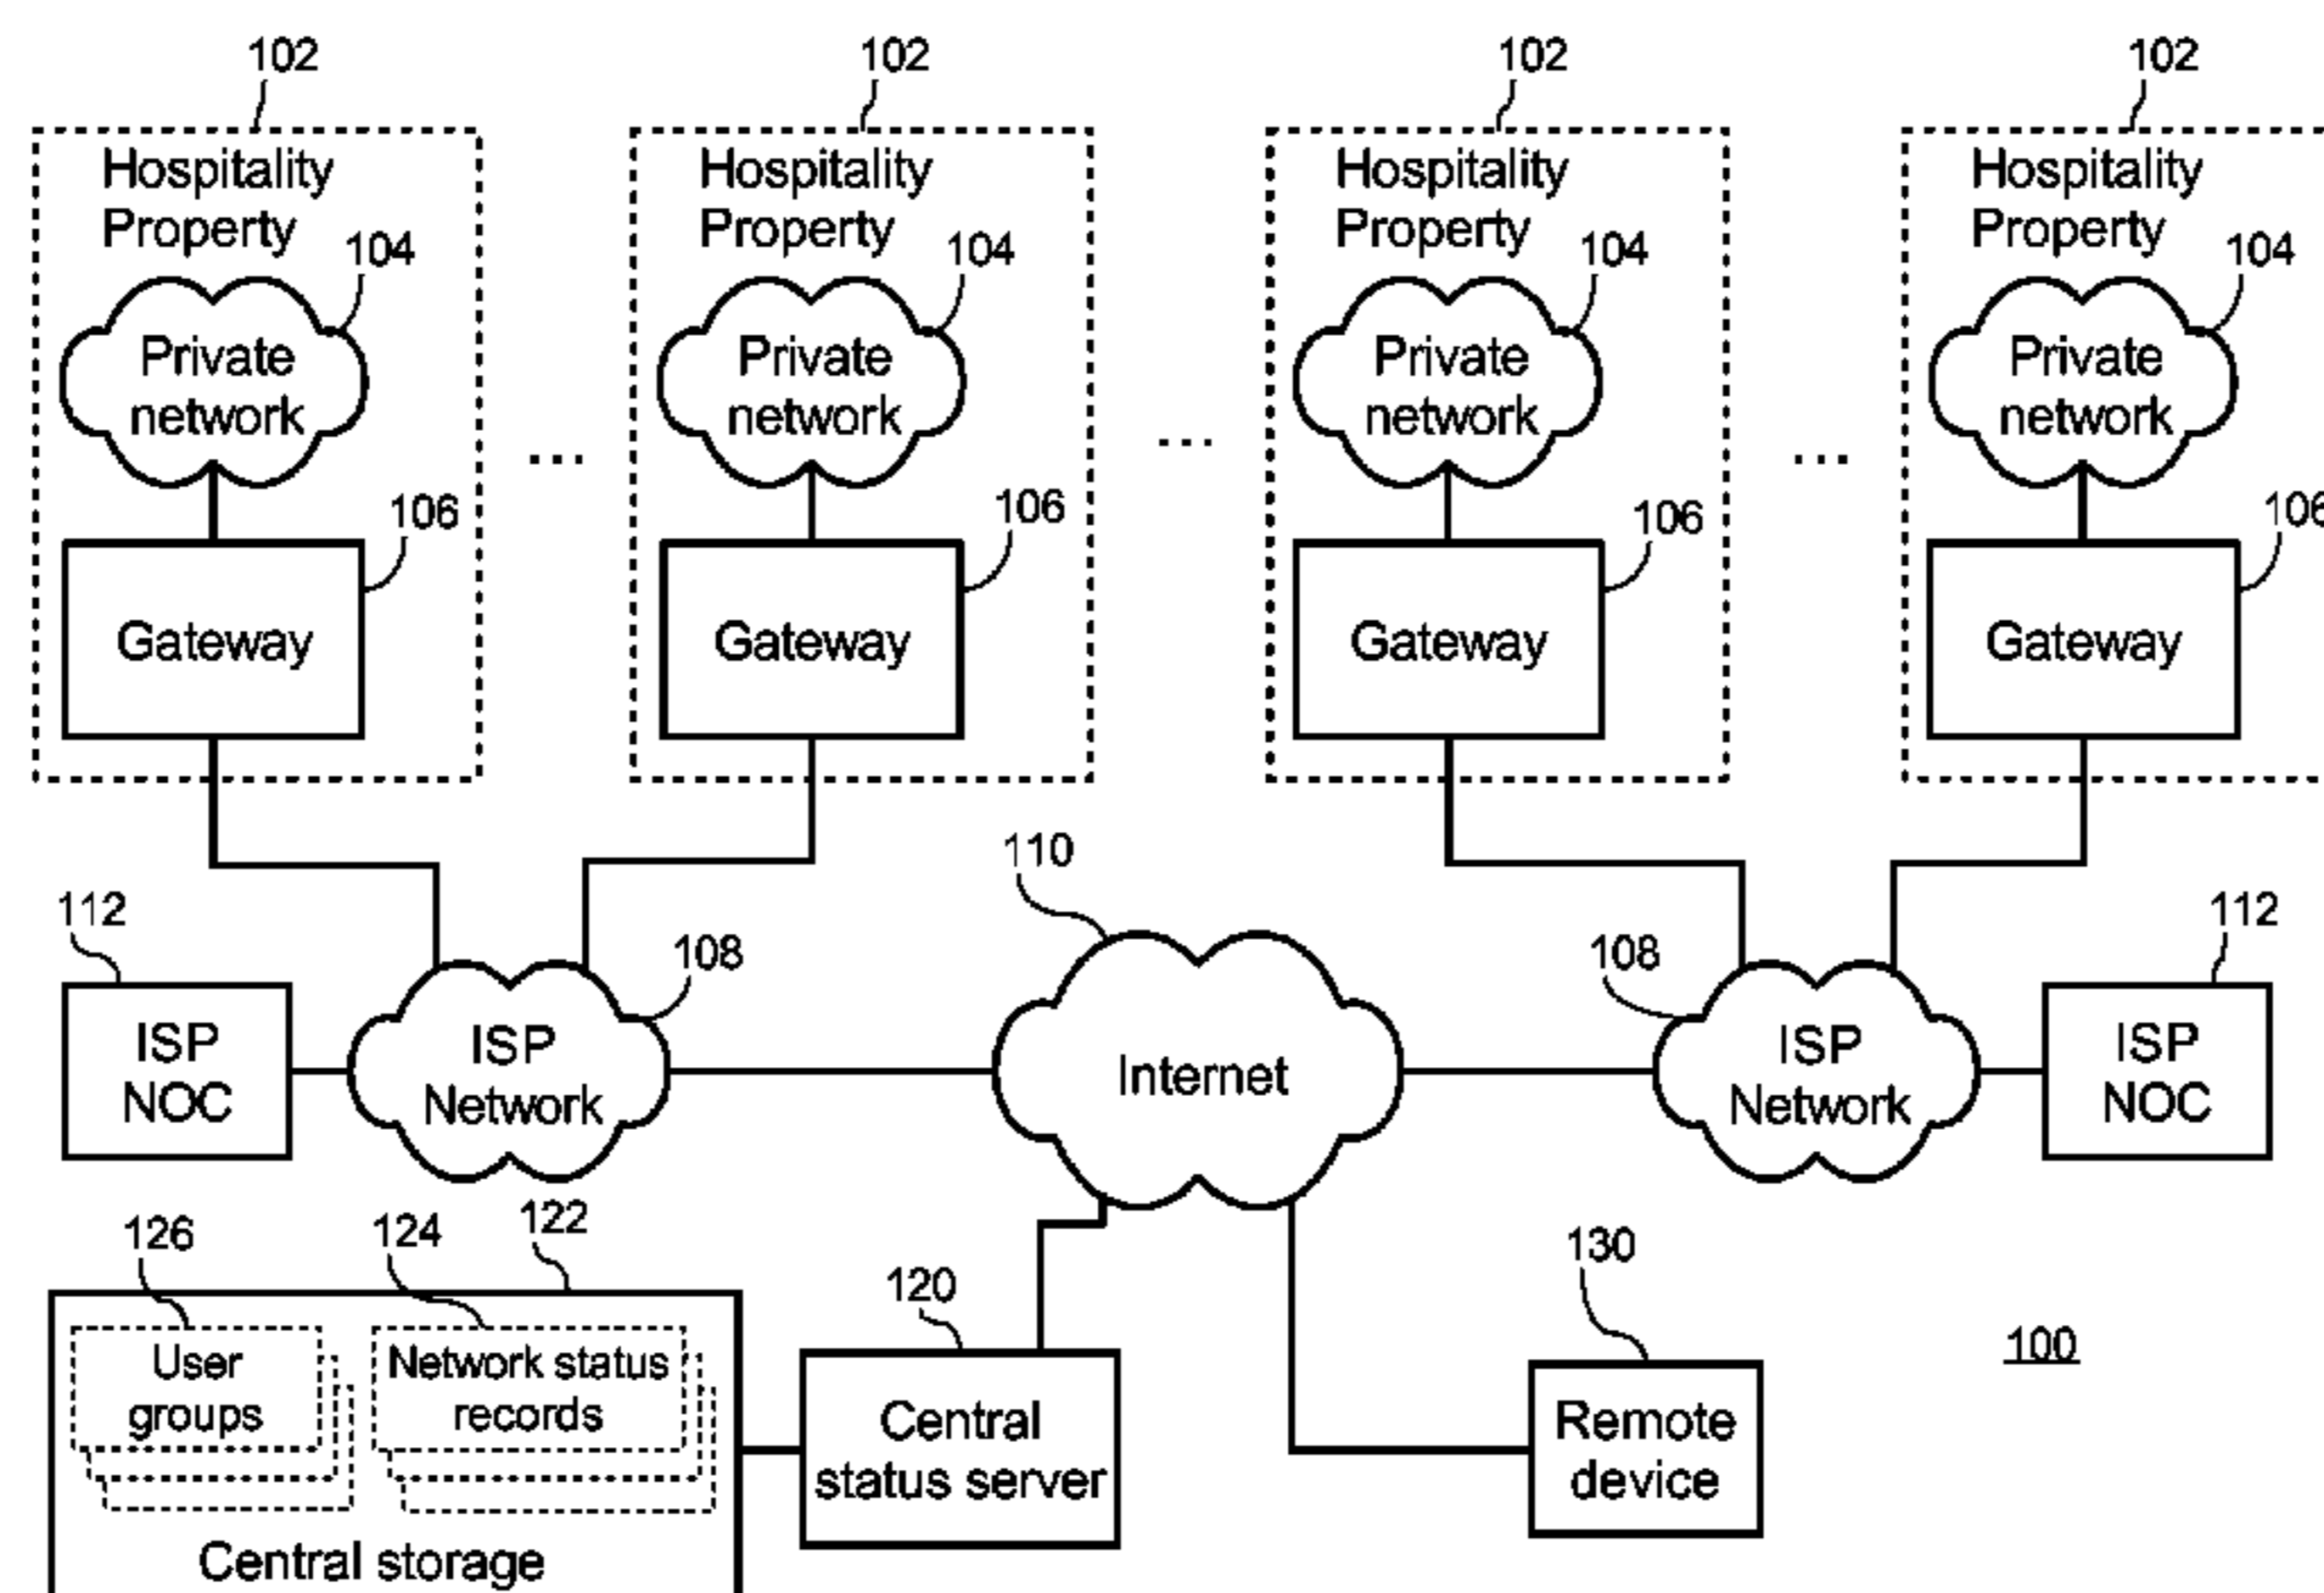 102
102
102
102
Hospitality
Property
Hospitality
Property
Hospitality
Property
Hospitality
Property
104
104
104
104
Private
network
Private
network
Private
network
Private
network
...
...
...
106
106
106
106
Gateway
Gateway
Gateway
Gateway
110
112
108
108
112
ISP
NOC
ISP
Network
Internet
ISP
Network
ISP
NOC
126
124
122
120
130
100
User
groups
Network status
records
Central storage
Central
status server
Remote
device